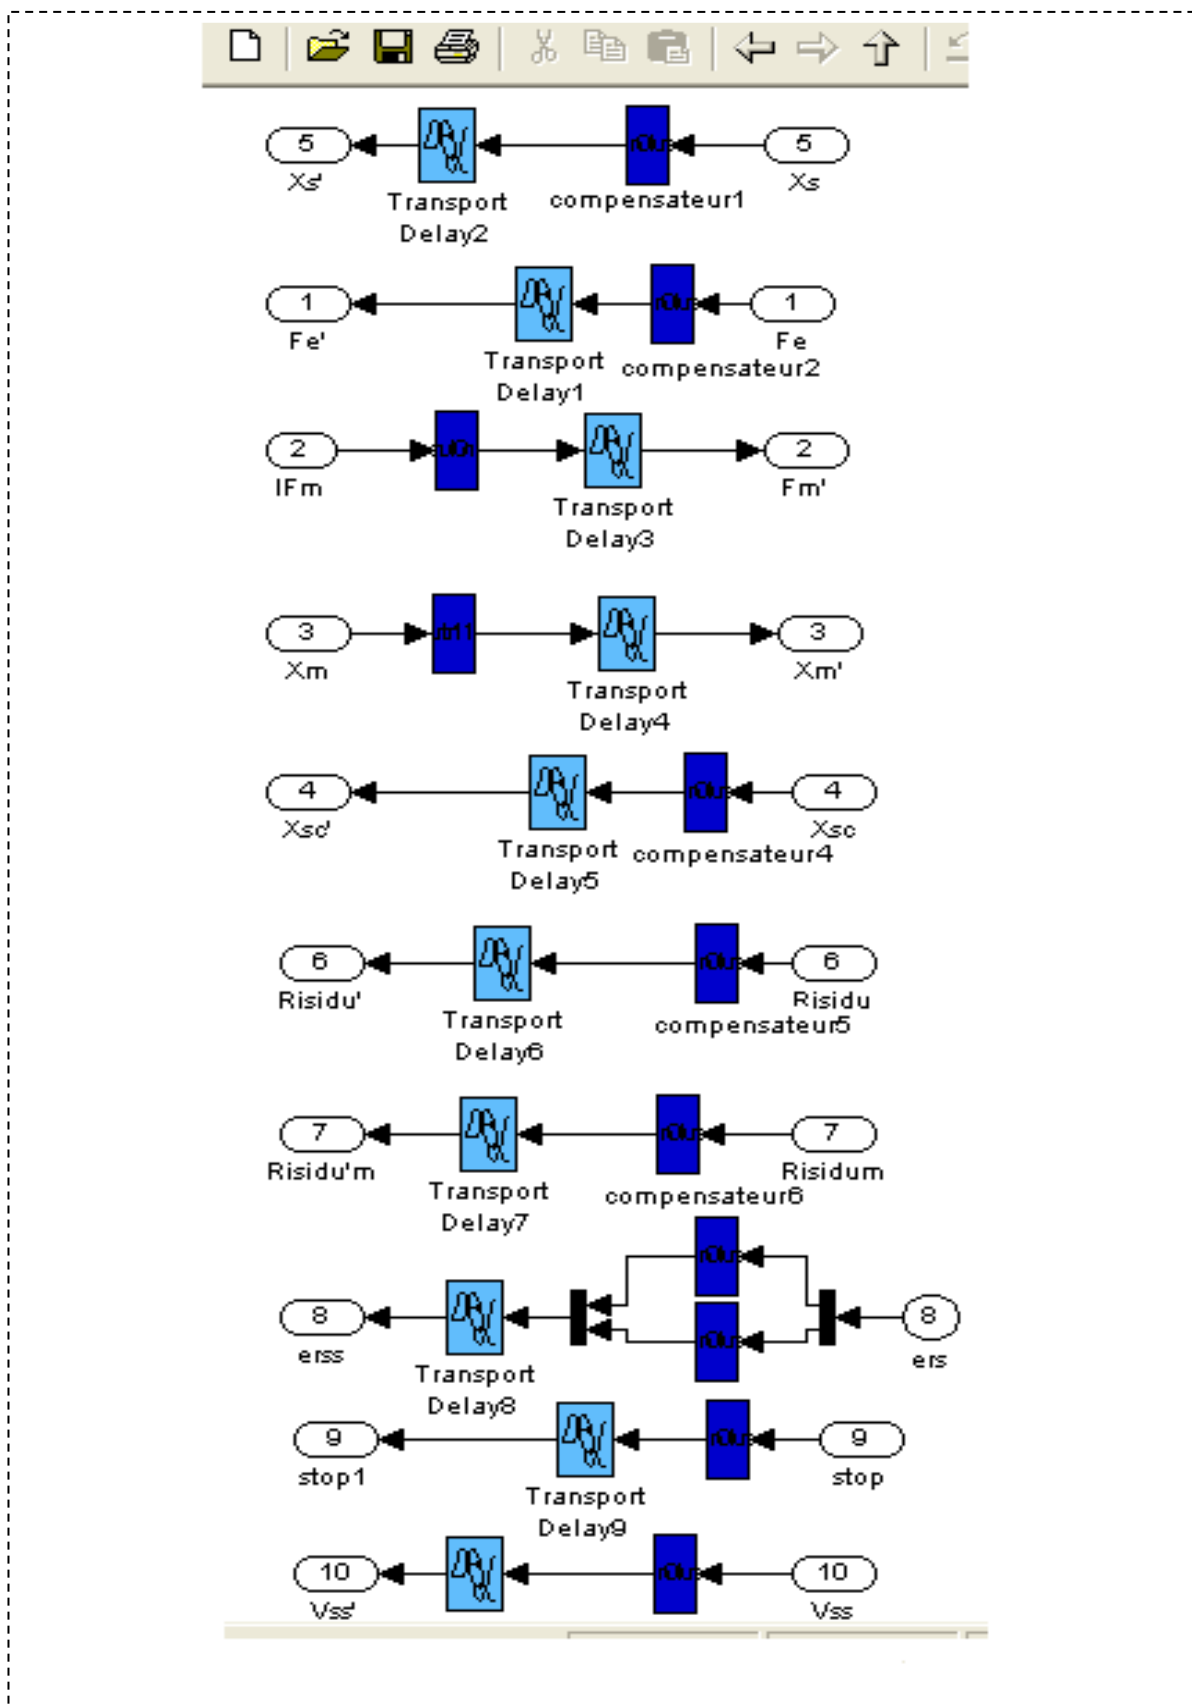 5 5
Xs' Transport Delay2 compensateur1 Xs
1 1
Fe' Transport Delay1 compensateur2 Fe
2 2
IFm Transport Delay3 Fm'
3 3
Xm Transport Delay4 Xm'
4 4
Xsc' Transport Delay5 compensateur4 Xsc
6 6
Risidu' Transport Delay6 compensateur5 Risidu
7 7
Risidu'm Transport Delay7 compensateur6 Risidum
8 8
erss Transport Delay8 ers
9 9
stop1 Transport Delay9 stop
10 10
Vss' Vss